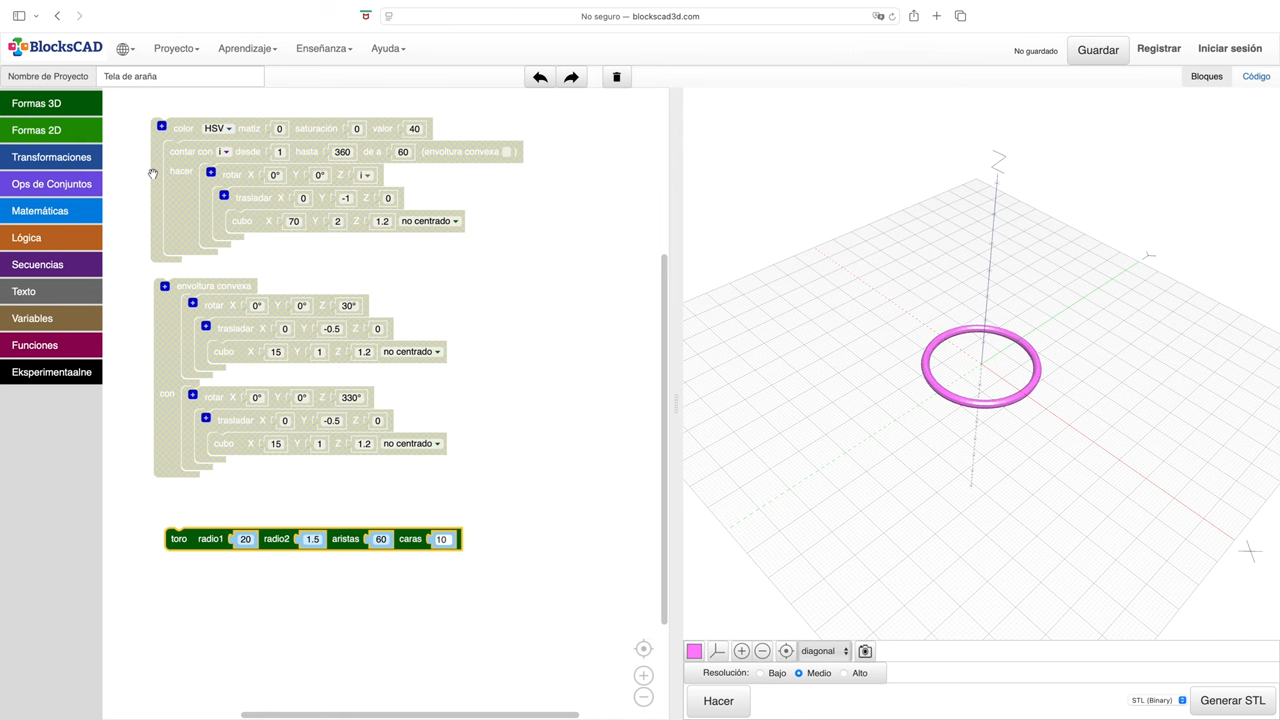 No seguro — blockscad3d.com
BlocksCAD
Proyecto
Aprendizaje
Enseñanza
Ayuda
No guardado
Guardar
Registrar
Iniciar sesión
Nombre de Proyecto
Tela de araña
Bloques
Código
Formas 3D
Formas 2D
Transformaciones
Ops de Conjuntos
Matemáticas
Lógica
Secuencias
Texto
Variables
Funciones
Eksperimentaalne
color HSV matiz 0 saturación 0 valor 40
contar con i desde 1 hasta 360 de a 60 (envoltura convexa )
hacer rotar X 0° Y 0° Z i
trasladar X 0 Y -1 Z 0
cubo X 70 Y 2 Z 1.2 no centrado
envoltura convexa
rotar X 0° Y 0° Z 30°
trasladar X 0 Y -0.5 Z 0
cubo X 15 Y 1 Z 1.2 no centrado
con rotar X 0° Y 0° Z 330°
trasladar X 0 Y -0.5 Z 0
cubo X 15 Y 1 Z 1.2 no centrado
toro radio1 20 radio2 1.5 aristas 60 caras 10
Z
Y
X
diagonal
Resolución: Bajo Medio Alto
Hacer
STL (Binary)
Generar STL